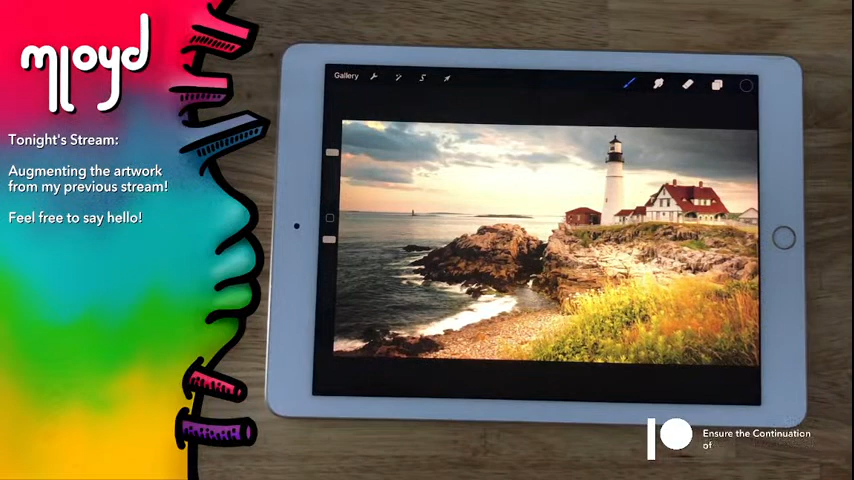 mloyd
Tonight's Stream:
Augmenting the artwork
from my previous stream!
Feel free to say hello!
Gallery
Ensure the Continuation
of